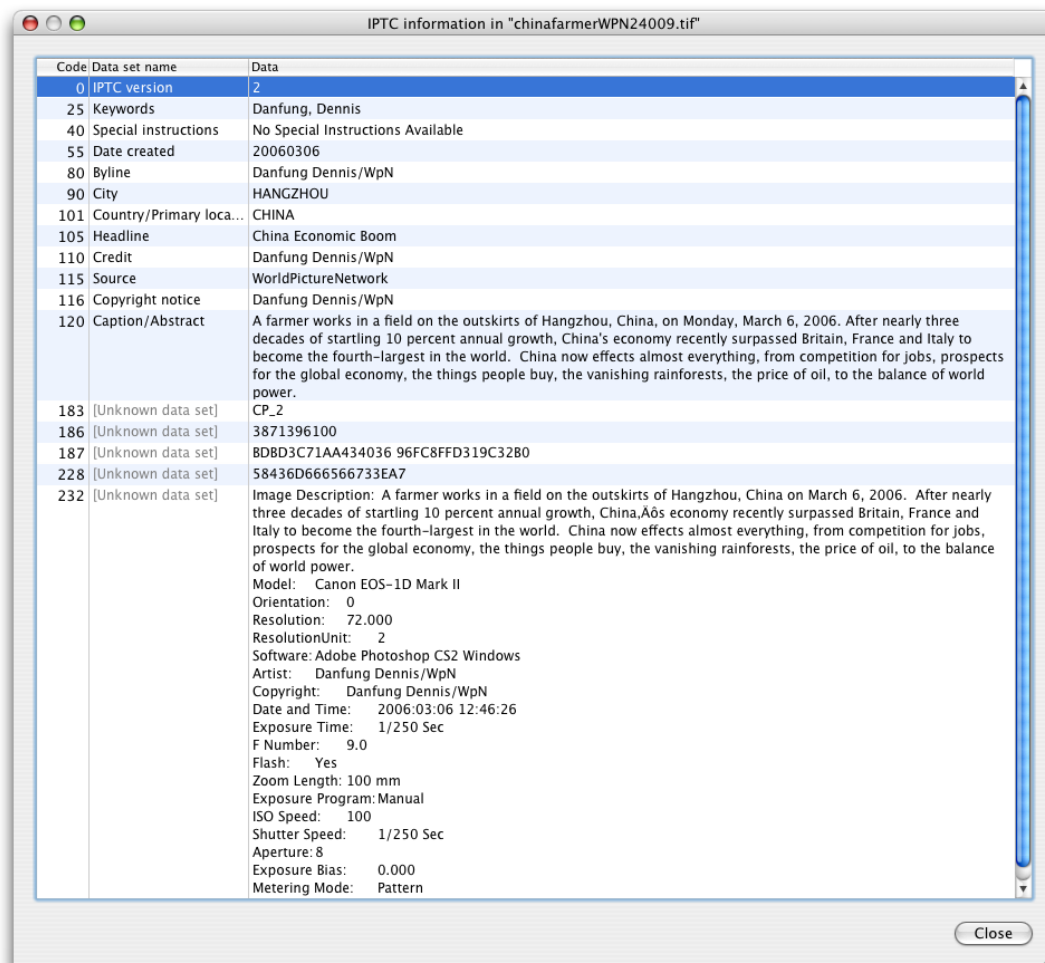 IPTC information in "chinafarmerWPN24009.tif"
Code Data set name Data
0 IPTC version 2
25 Keywords Danfung, Dennis
40 Special instructions No Special Instructions Available
55 Date created 20060306
80 Byline Danfung Dennis/WpN
90 City HANGZHOU
101 Country/Primary loca... CHINA
105 Headline China Economic Boom
110 Credit Danfung Dennis/WpN
115 Source WorldPictureNetwork
116 Copyright notice Danfung Dennis/WpN
120 Caption/Abstract A farmer works in a field on the outskirts of Hangzhou, China, on Monday, March 6, 2006. After nearly three
decades of startling 10 percent annual growth, China's economy recently surpassed Britain, France and Italy to
become the fourth-largest in the world.  China now effects almost everything, from competition for jobs, prospects
for the global economy, the things people buy, the vanishing rainforests, the price of oil, to the balance of world
power.
183 [Unknown data set] CP_2
186 [Unknown data set] 3871396100
187 [Unknown data set] BDBD3C71AA434036 96FC8FFD319C32B0
228 [Unknown data set] 58436D666566733EA7
232 [Unknown data set] Image Description:  A farmer works in a field on the outskirts of Hangzhou, China on March 6, 2006.  After nearly
three decades of startling 10 percent annual growth, China‚Äôs economy recently surpassed Britain, France and
Italy to become the fourth-largest in the world.  China now effects almost everything, from competition for jobs,
prospects for the global economy, the things people buy, the vanishing rainforests, the price of oil, to the balance
of world power.
Model: Canon EOS-1D Mark II
Orientation: 0
Resolution: 72.000
ResolutionUnit: 2
Software: Adobe Photoshop CS2 Windows
Artist: Danfung Dennis/WpN
Copyright: Danfung Dennis/WpN
Date and Time: 2006:03:06 12:46:26
Exposure Time: 1/250 Sec
F Number: 9.0
Flash: Yes
Zoom Length: 100 mm
Exposure Program: Manual
ISO Speed: 100
Shutter Speed: 1/250 Sec
Aperture: 8
Exposure Bias: 0.000
Metering Mode: Pattern
Close